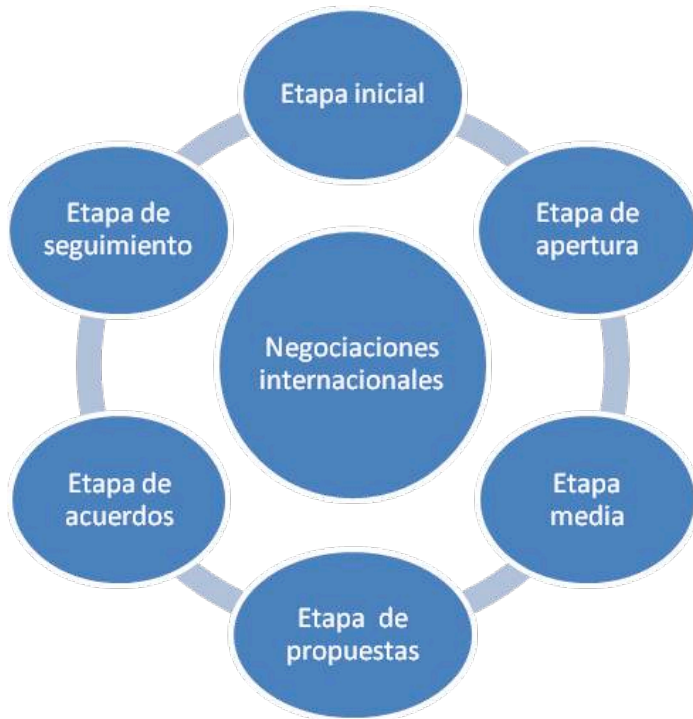 Etapa inicial
Etapa de
apertura
Etapa
media
Etapa de
propuestas
Etapa de
acuerdos
Etapa de
seguimiento
Negociaciones
internacionales